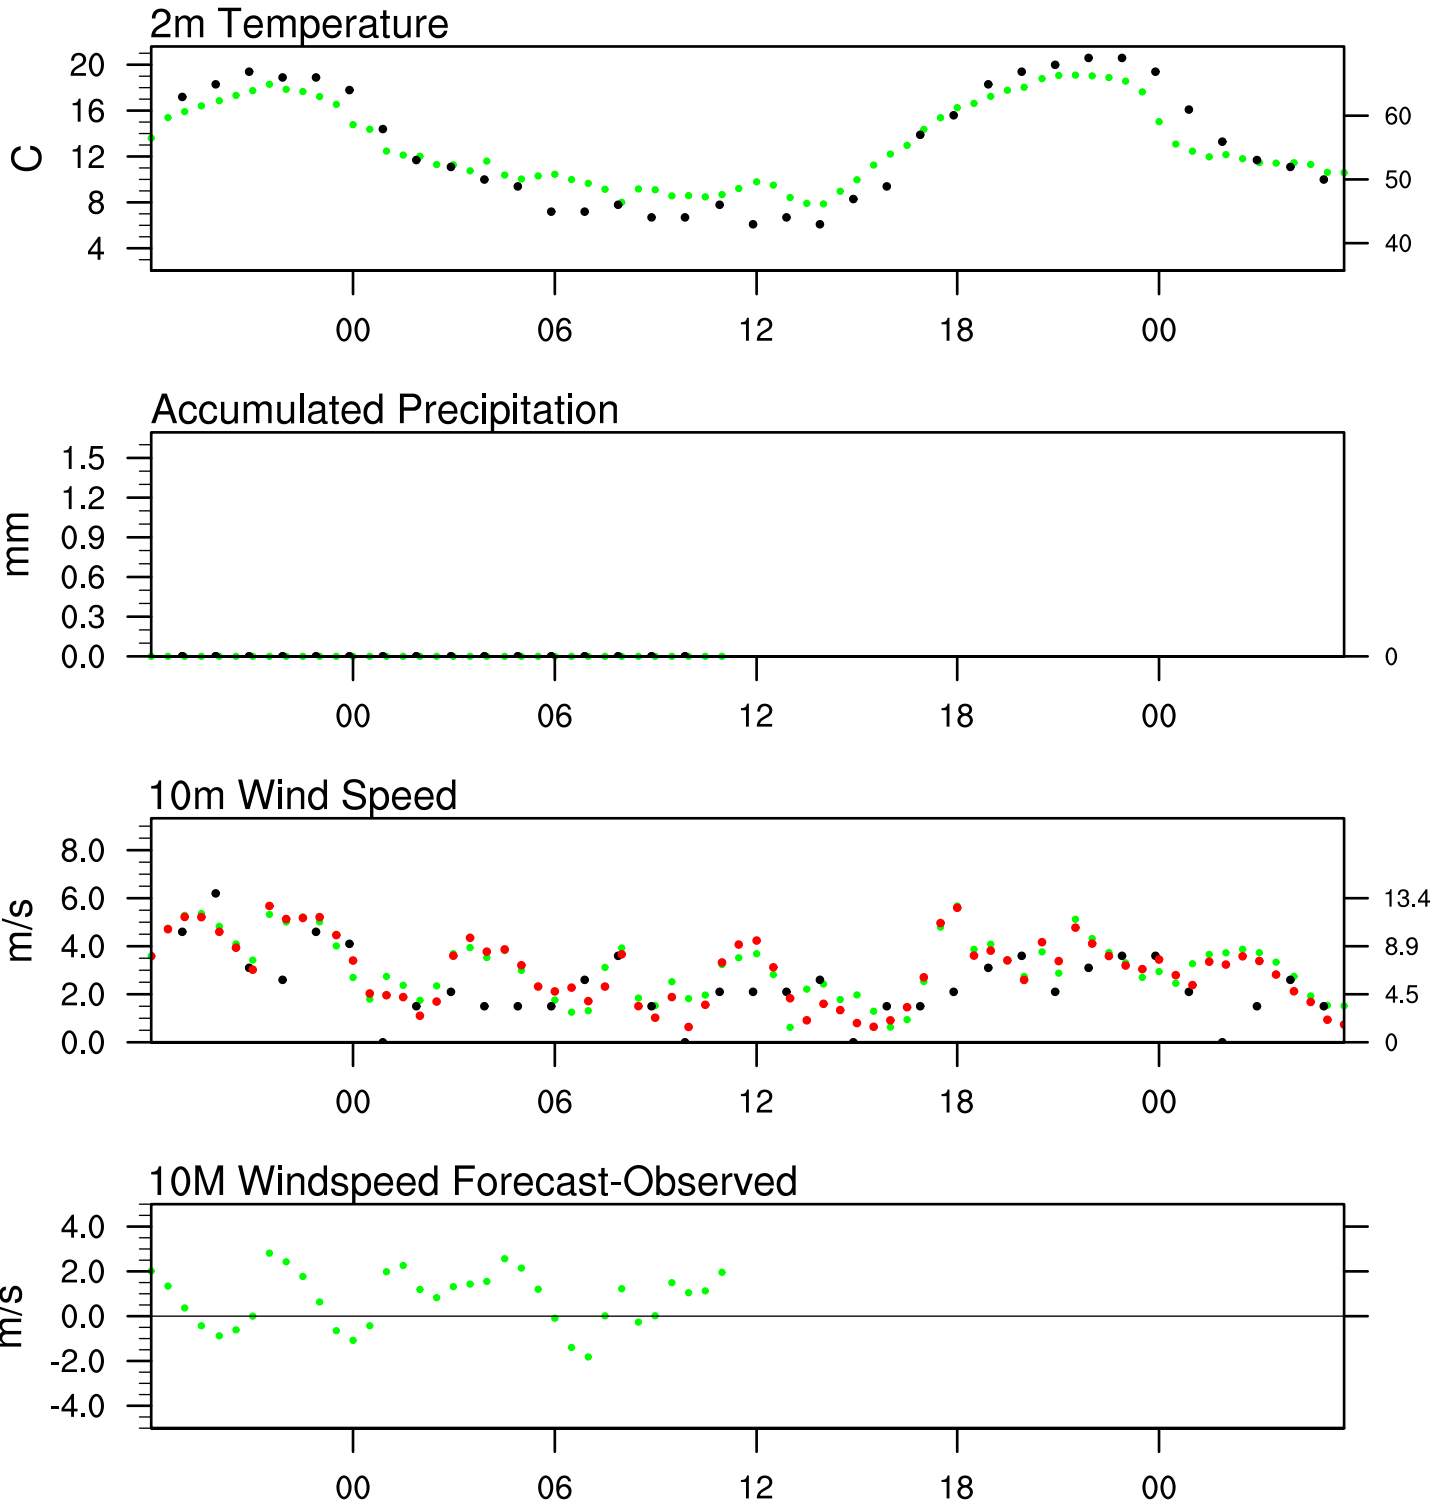 2m Temperature
20
16
12
8
4
C
60
50
40
00 06 12 18 00
Accumulated Precipitation
1.5
1.2
0.9
0.6
0.3
0.0
mm
0
00 06 12 18 00
10m Wind Speed
8.0
6.0
4.0
2.0
0.0
m/s
13.4
8.9
4.5
0
00 06 12 18 00
10M Windspeed Forecast-Observed
4.0
2.0
0.0
-2.0
-4.0
m/s
00 06 12 18 00